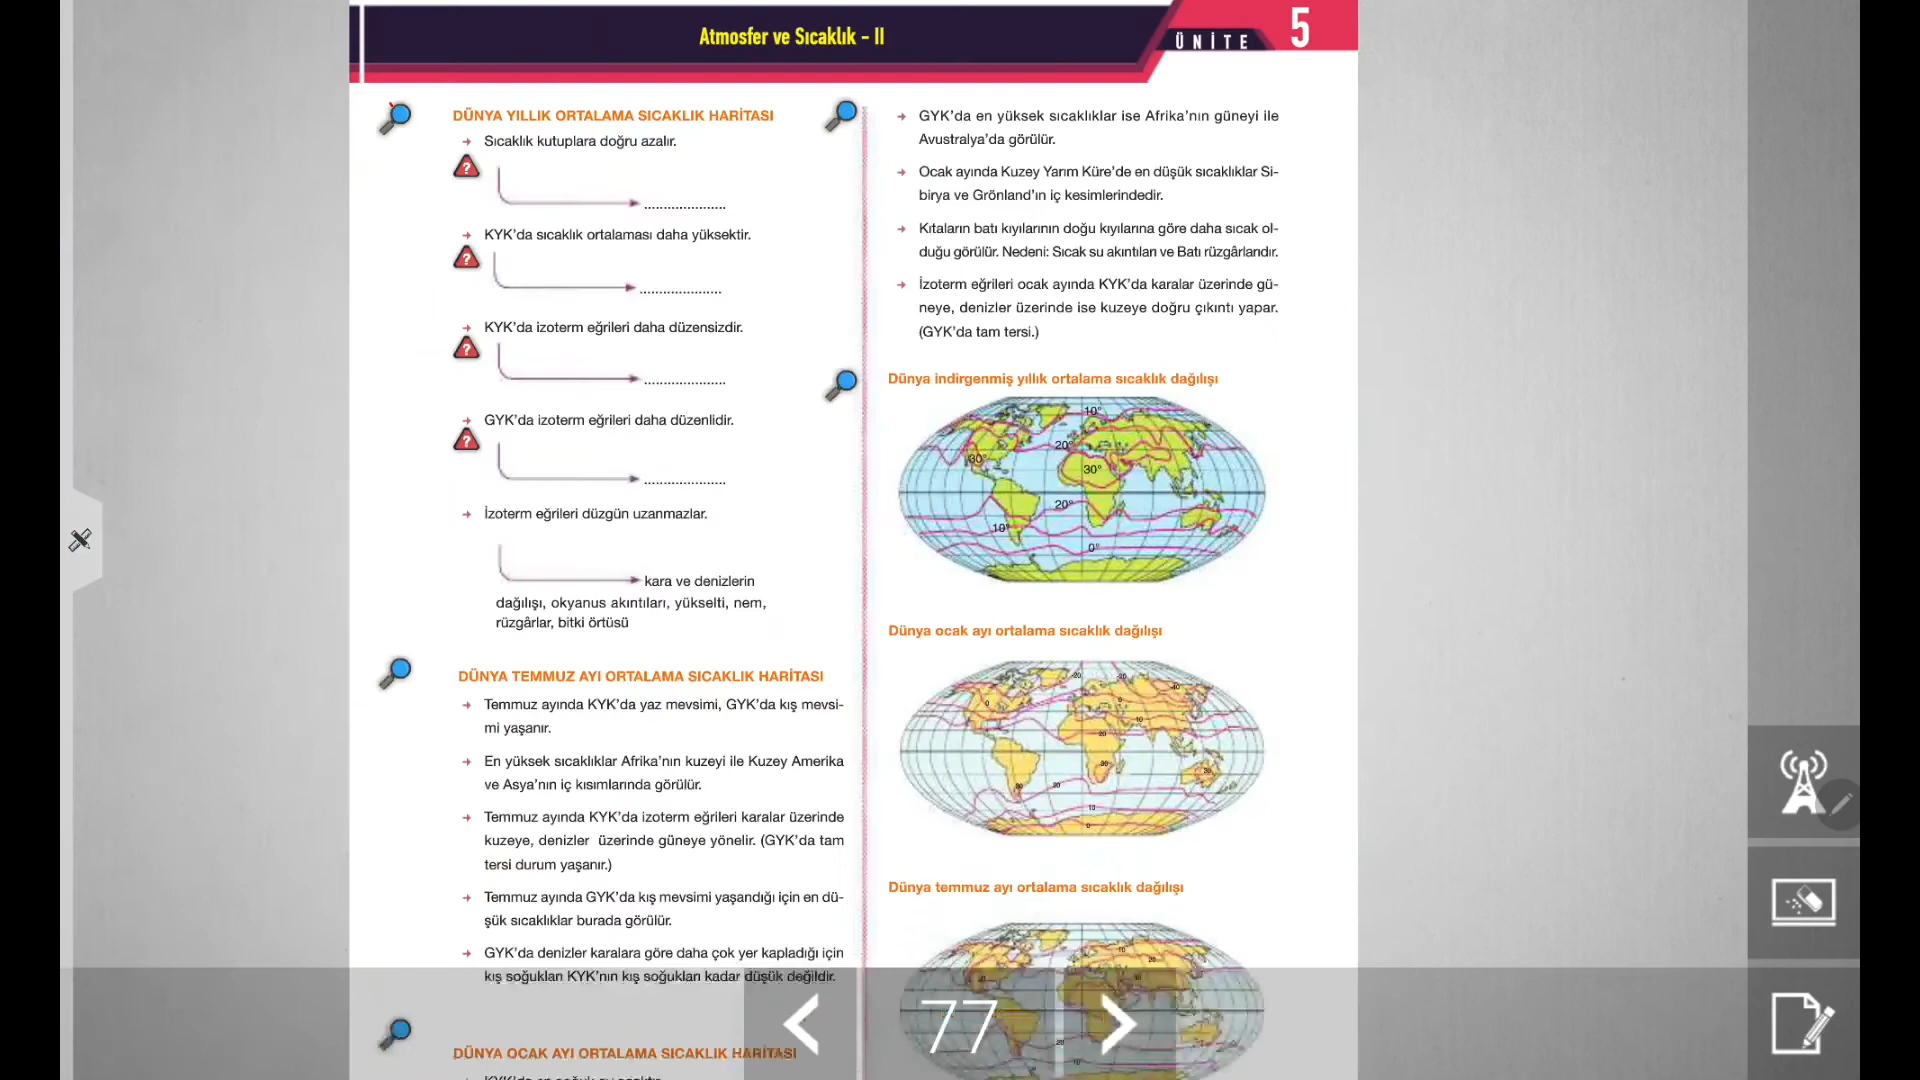 Atmosfer ve Sıcaklık - II
ÜNİTE
5
DÜNYA YILLIK ORTALAMA SICAKLIK HARİTASI
Sıcaklık kutuplara doğru azalır.
?
.....................
KYK'da sıcaklık ortalaması daha yüksektir.
?
.....................
KYK'da izoterm eğrileri daha düzensizdir.
?
.....................
GYK'da izoterm eğrileri daha düzenlidir.
?
.....................
İzoterm eğrileri düzgün uzanmazlar.
kara ve denizlerin
dağılışı, okyanus akıntıları, yükselti, nem,
rüzgârlar, bitki örtüsü
DÜNYA TEMMUZ AYI ORTALAMA SICAKLIK HARİTASI
Temmuz ayında KYK'da yaz mevsimi, GYK'da kış mevsi-
mi yaşanır.
En yüksek sıcaklıklar Afrika'nın kuzeyi ile Kuzey Amerika
ve Asya'nın iç kısımlarında görülür.
Temmuz ayında KYK'da izoterm eğrileri karalar üzerinde
kuzeye, denizler üzerinde güneye yönelir. (GYK'da tam
tersi durum yaşanır.)
Temmuz ayında GYK'da kış mevsimi yaşandığı için en dü-
şük sıcaklıklar burada görülür.
GYK'da denizler karalara göre daha çok yer kapladığı için
kış soğukları KYK'nın kış soğukları kadar düşük değildir.
DÜNYA OCAK AYI ORTALAMA SICAKLIK HARİTASI
GYK'da en yüksek sıcaklıklar ise Afrika'nın güneyi ile
Avustralya'da görülür.
Ocak ayında Kuzey Yarım Küre'de en düşük sıcaklıklar Si-
birya ve Grönland'ın iç kesimlerindedir.
Kıtaların batı kıyılarının doğu kıyılarına göre daha sıcak ol-
duğu görülür. Nedeni: Sıcak su akıntıları ve Batı rüzgârlarıdır.
İzoterm eğrileri ocak ayında KYK'da karalar üzerinde gü-
neye, denizler üzerinde ise kuzeye doğru çıkıntı yapar.
(GYK'da tam tersi.)
Dünya indirgenmiş yıllık ortalama sıcaklık dağılışı
10°
20°
30°
30°
20°
10°
0°
Dünya ocak ayı ortalama sıcaklık dağılışı
-20
0
10
20
30
20
10
0
Dünya temmuz ayı ortalama sıcaklık dağılışı
10
20
20
10
77